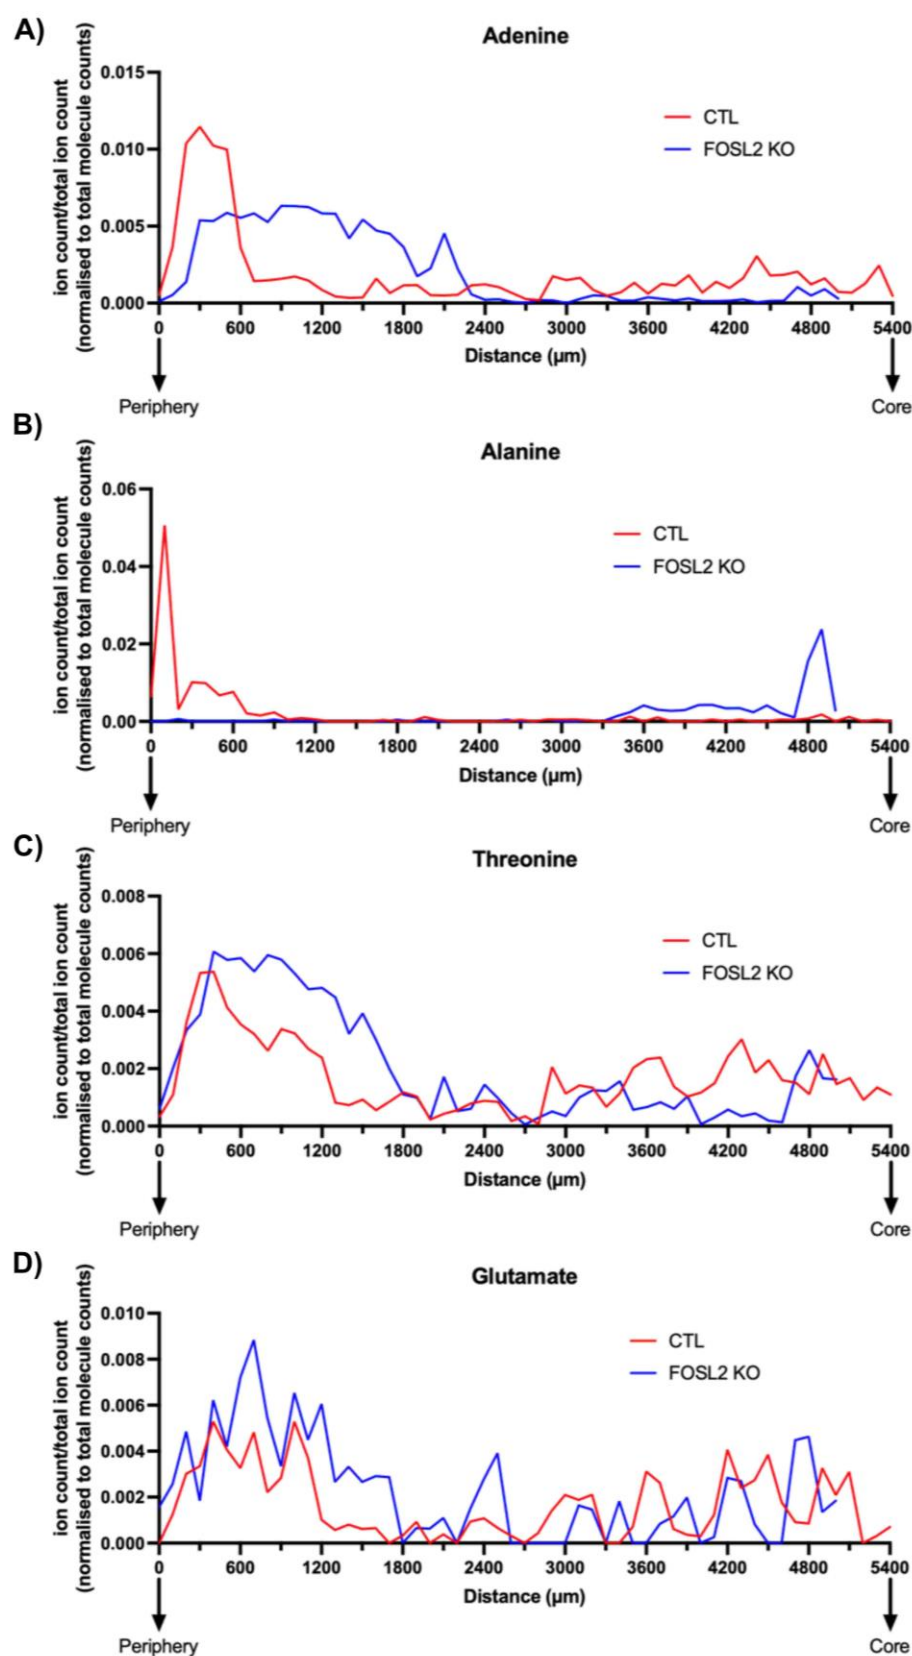 A)
Adenine
ion count/total ion count
(normalised to total molecule counts)
0.015
0.010
0.005
0.000
CTL
FOSL2 KO
0 600 1200 1800 2400 3000 3600 4200 4800 5400
Distance (µm)
Periphery Core
B)
Alanine
ion count/total ion count
(normalised to total molecule counts)
0.06
0.04
0.02
0.00
CTL
FOSL2 KO
0 600 1200 1800 2400 3000 3600 4200 4800 5400
Distance (µm)
Periphery Core
C)
Threonine
ion count/total ion count
(normalised to total molecule counts)
0.008
0.006
0.004
0.002
0.000
CTL
FOSL2 KO
0 600 1200 1800 2400 3000 3600 4200 4800 5400
Distance (µm)
Periphery Core
D)
Glutamate
ion count/total ion count
(normalised to total molecule counts)
0.010
0.008
0.006
0.004
0.002
0.000
CTL
FOSL2 KO
0 600 1200 1800 2400 3000 3600 4200 4800 5400
Distance (µm)
Periphery Core